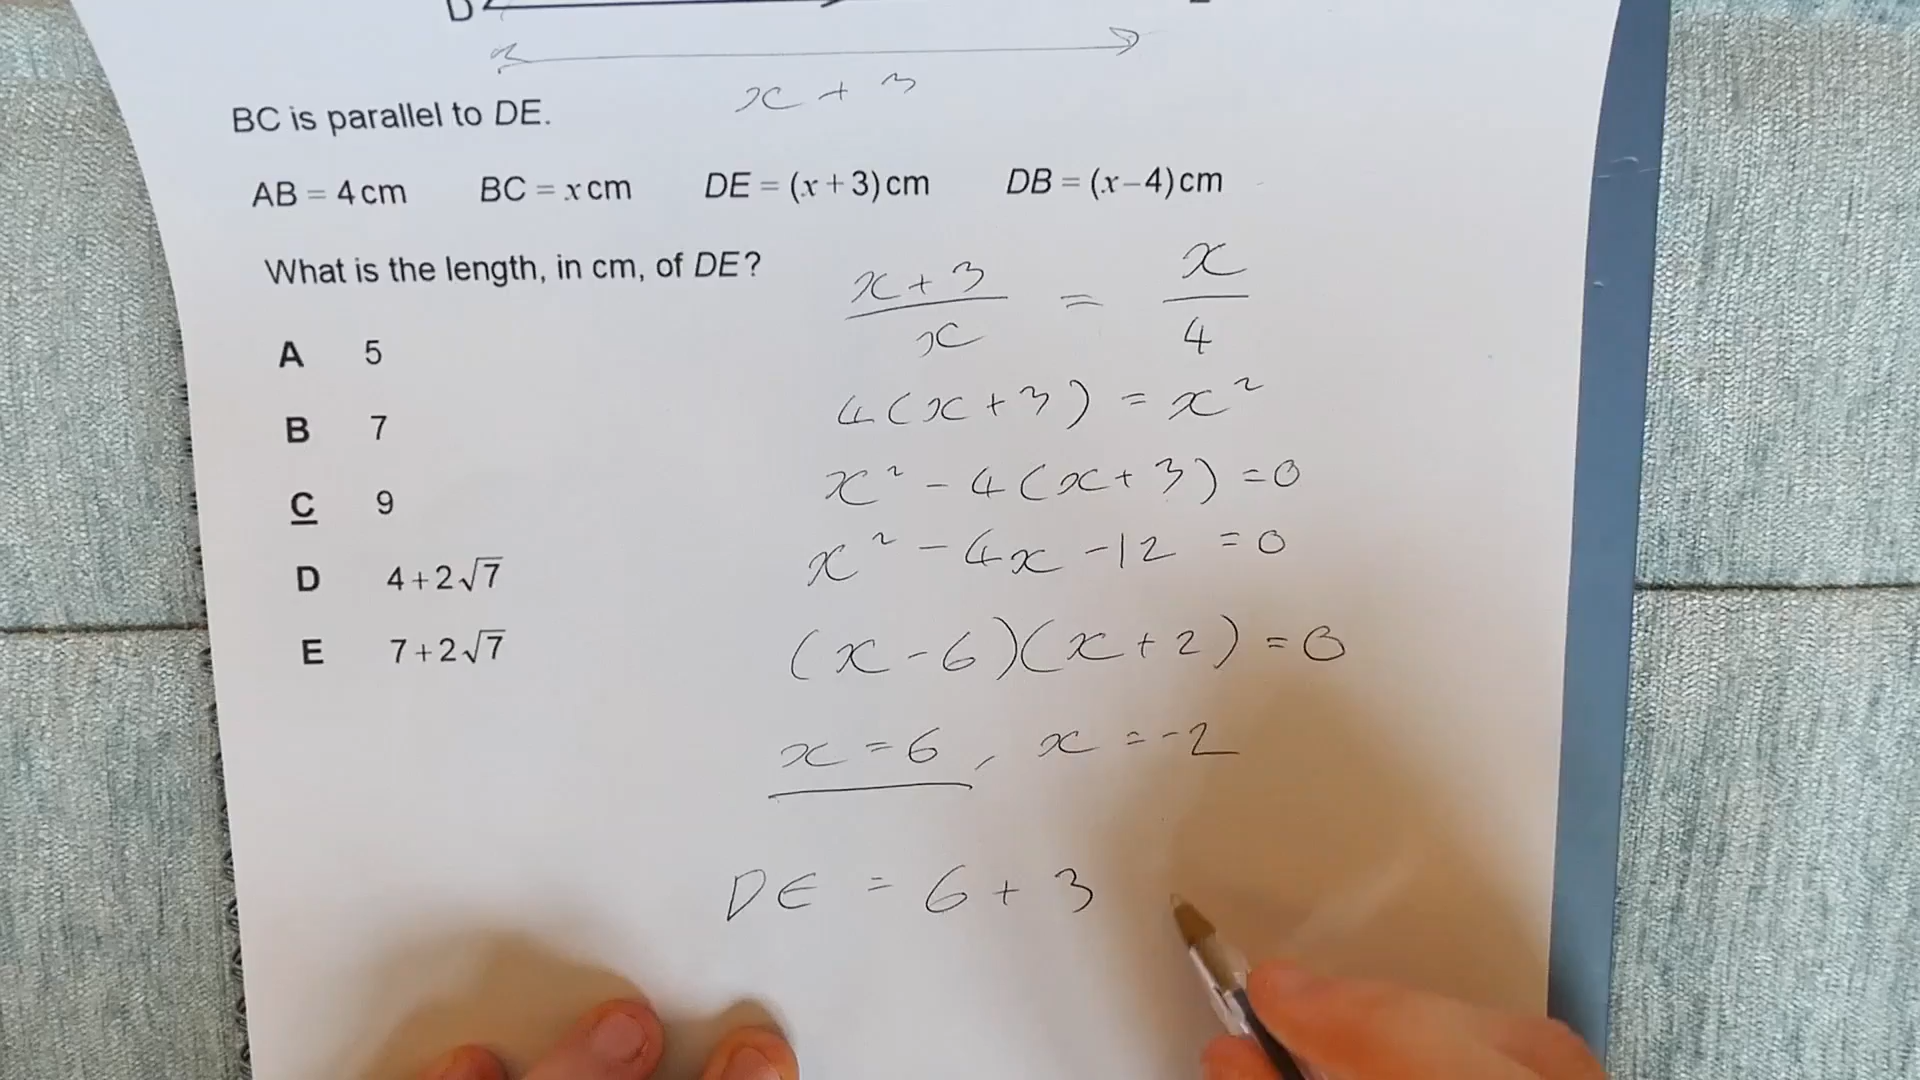 D
x + 3
BC is parallel to DE.
AB = 4 cm BC = x cm DE = (x + 3) cm DB = (x – 4) cm
What is the length, in cm, of DE?
A 5
B 7
C 9
D 4 + 2√7
E 7 + 2√7
x + 3 / x = x / 4
4(x + 3) = x²
x² - 4(x + 3) = 0
x² - 4x - 12 = 0
(x - 6)(x + 2) = 0
x = 6, x = -2
DE = 6 + 3